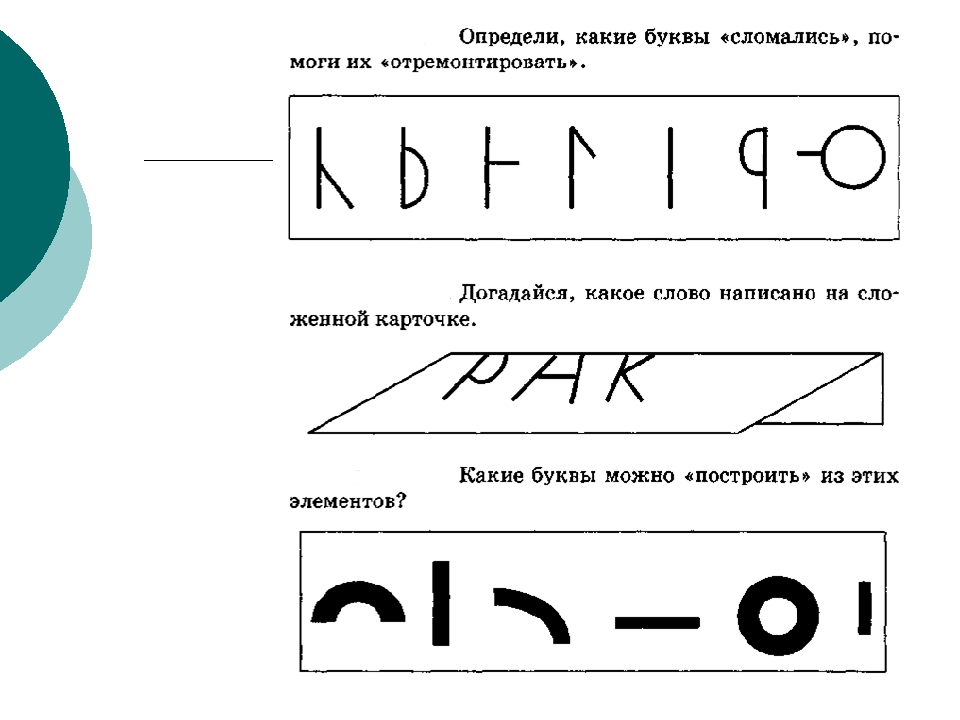 Определи, какие буквы «сломались», по-
моги их «отремонтировать».
Догадайся, какое слово написано на сло-
женной карточке.
РАК
Какие буквы можно «построить» из этих
элементов?